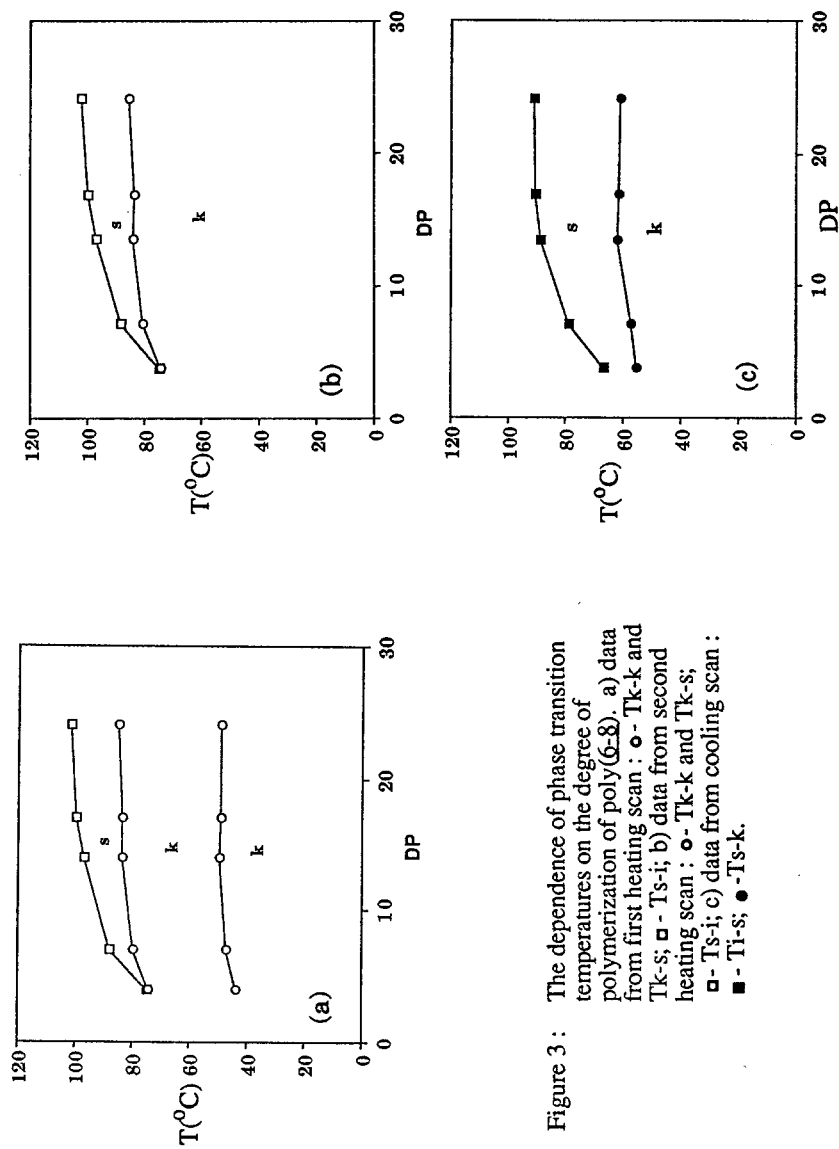 120
100
80
T(°C) 60
40
20
0
0
10
20
30
DP
s
k
k
(a)
120
100
80
T(°C)60
40
20
0
0
10
20
30
DP
s
k
(b)
120
100
80
T(°C)
60
40
20
0
0
10
20
30
DP
s
k
(c)
Figure 3 : The dependence of phase transition
temperatures on the degree of
polymerization of poly(6-8). a) data
from first heating scan : o - Tk-k and
Tk-s; □ - Ts-i; b) data from second
heating scan : o- Tk-k and Tk-s;
□ - Ts-i; c) data from cooling scan :
■ - Ti-s; ● -Ts-k.